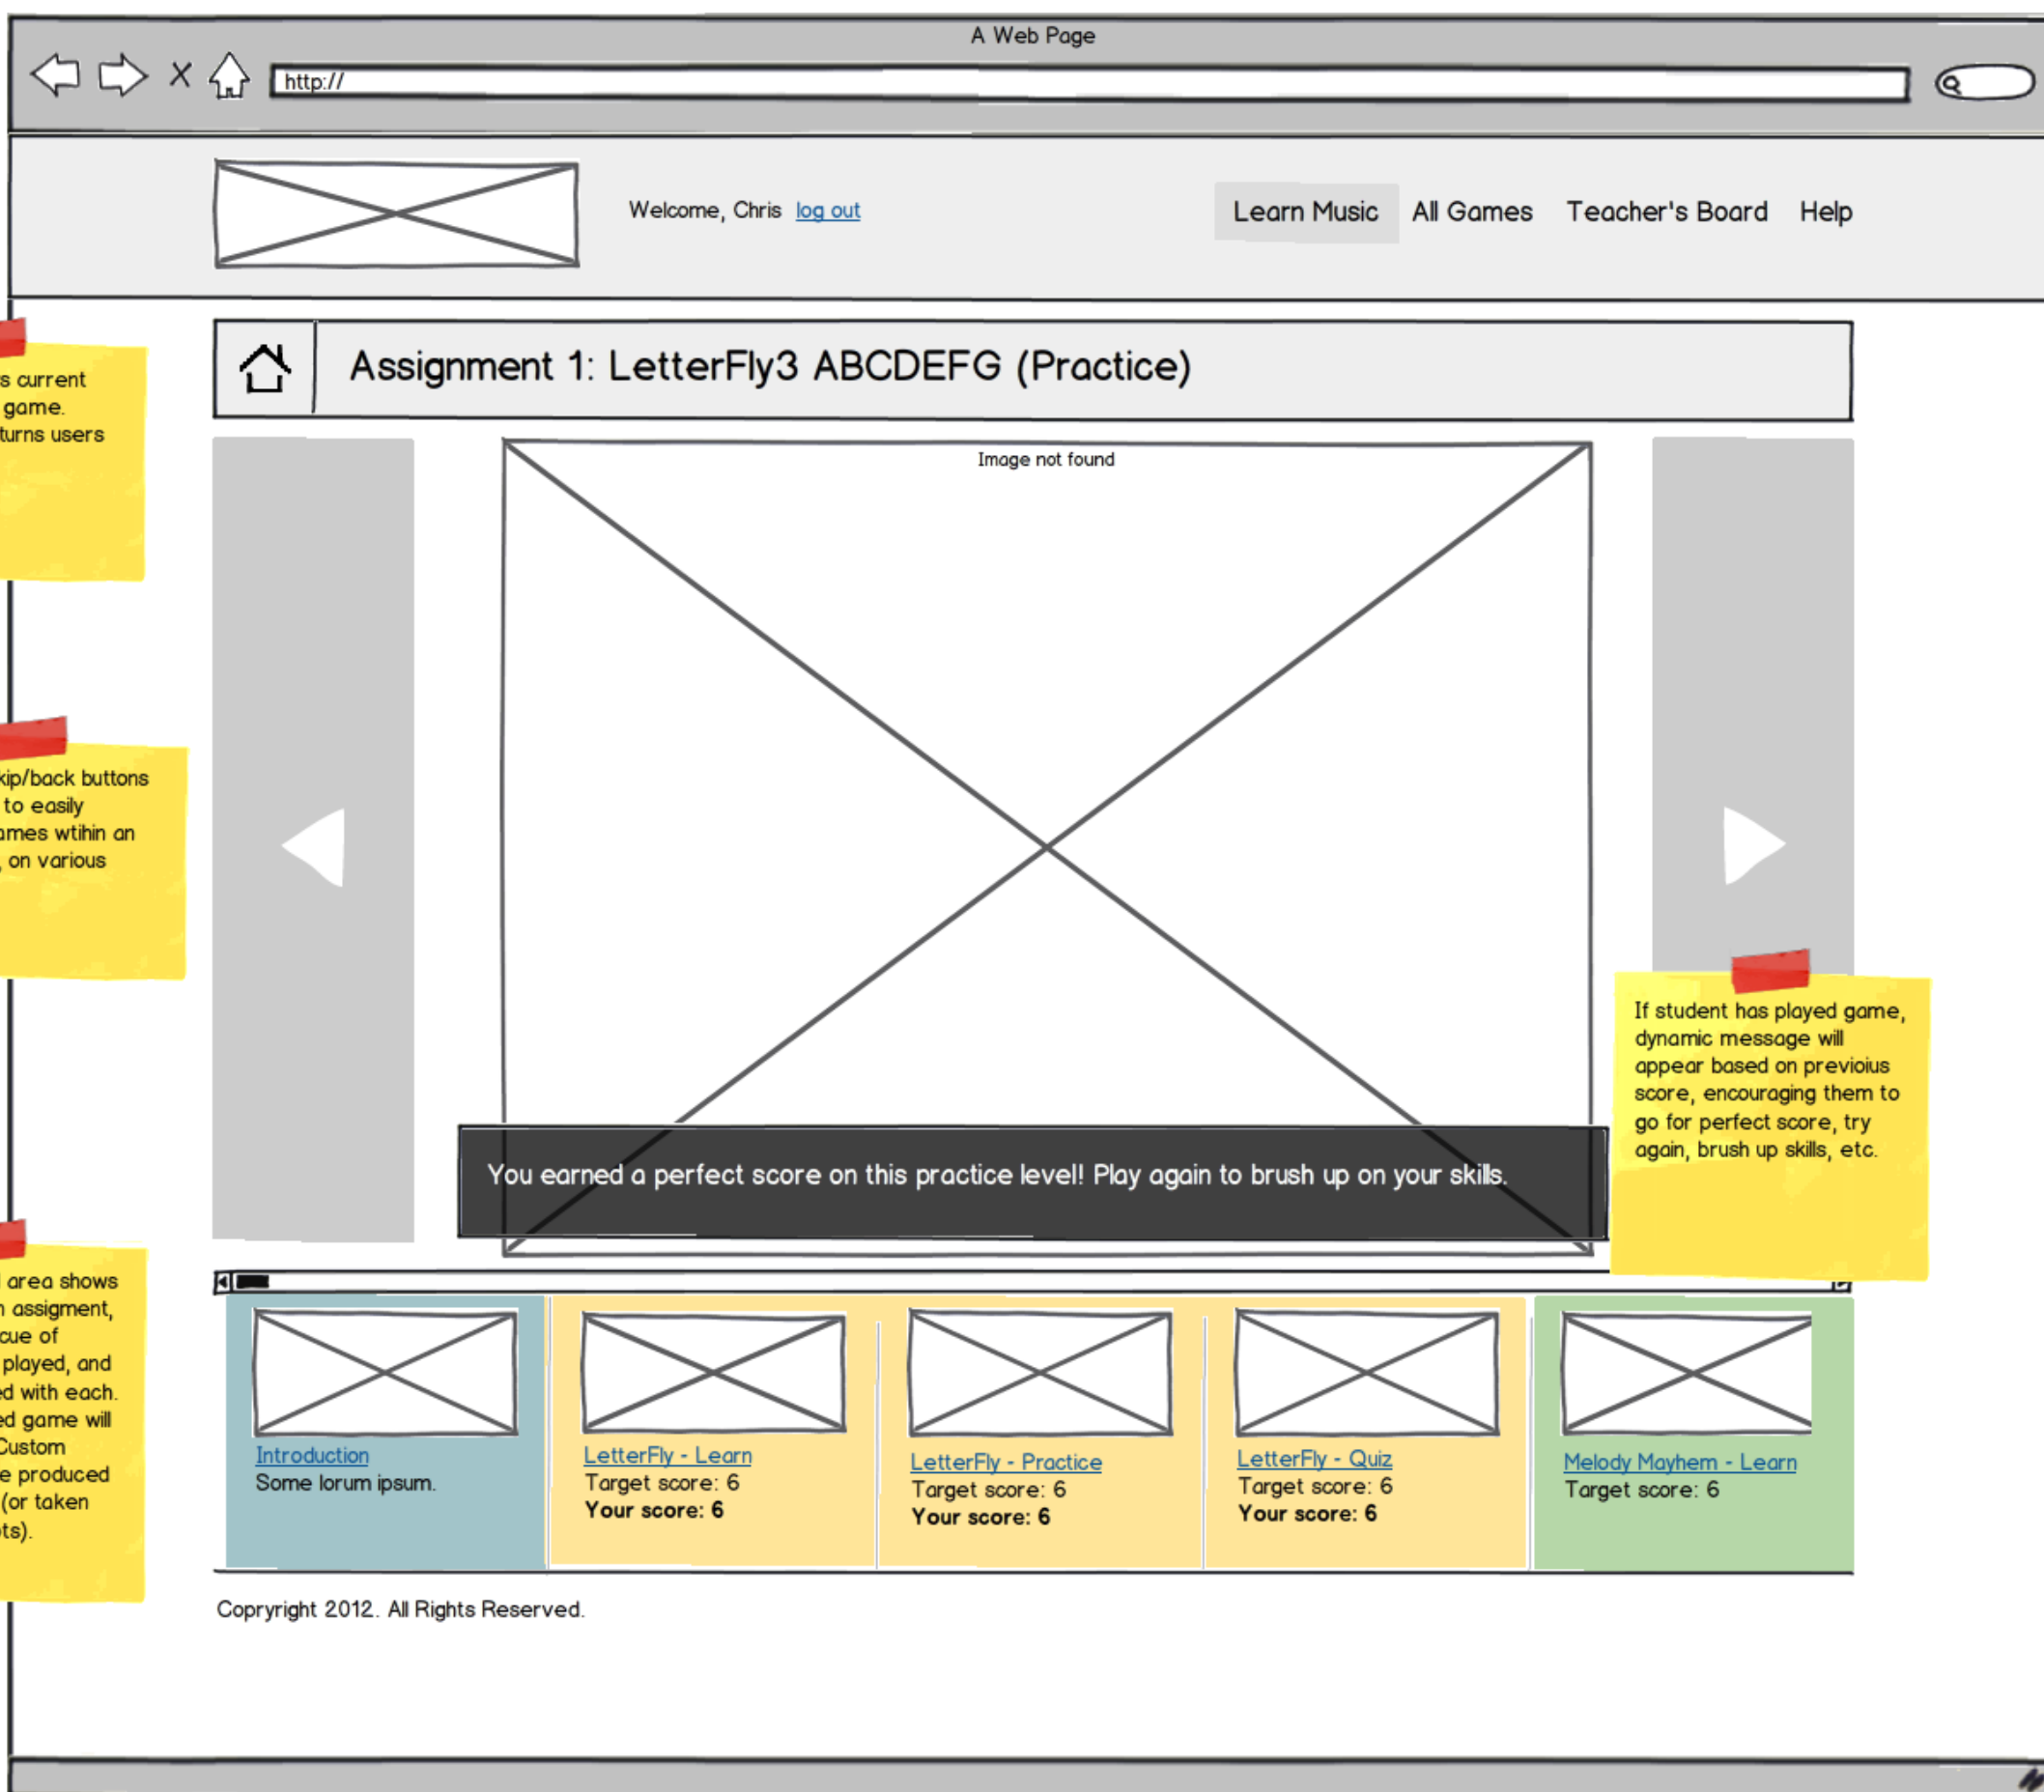 A Web Page
http://
Welcome, Chris log out
Learn Music All Games Teacher's Board Help
Assignment 1: LetterFly3 ABCDEFG (Practice)
s current
game.
turns users
Image not found
kip/back buttons
to easily
ames wtihin an
, on various
If student has played game,
dynamic message will
appear based on previoius
score, encouraging them to
go for perfect score, try
again, brush up skills, etc.
You earned a perfect score on this practice level! Play again to brush up on your skills.
area shows
assigment,
cue of
played, and
ed with each.
ed game will
Custom
e produced
(or taken
ts).
Introduction
Some lorum ipsum.
LetterFly - Learn
Target score: 6
Your score: 6
LetterFly - Practice
Target score: 6
Your score: 6
LetterFly - Quiz
Target score: 6
Your score: 6
Melody Mayhem - Learn
Target score: 6
Copryright 2012. All Rights Reserved.